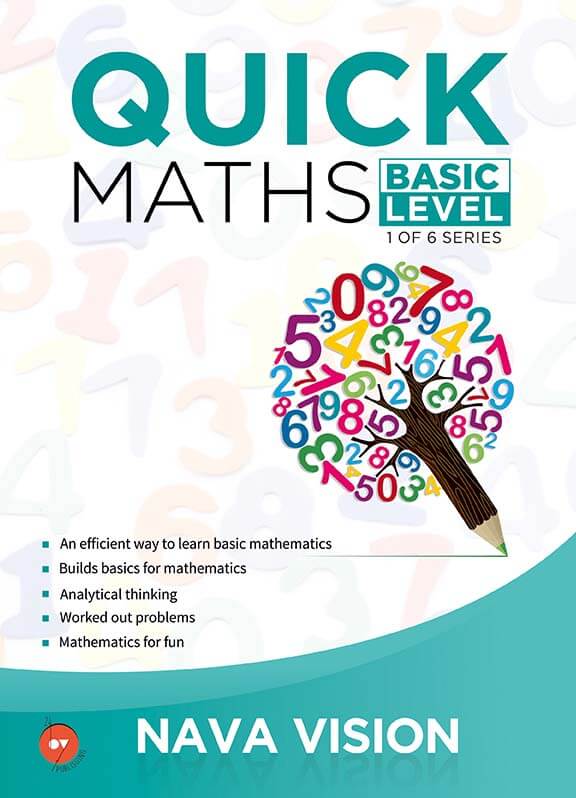 QUICK
MATHS BASIC
LEVEL
1 OF 6 SERIES
An efficient way to learn basic mathematics
Builds basics for mathematics
Analytical thinking
Worked out problems
Mathematics for fun
NAVA VISION
PUBLISHING